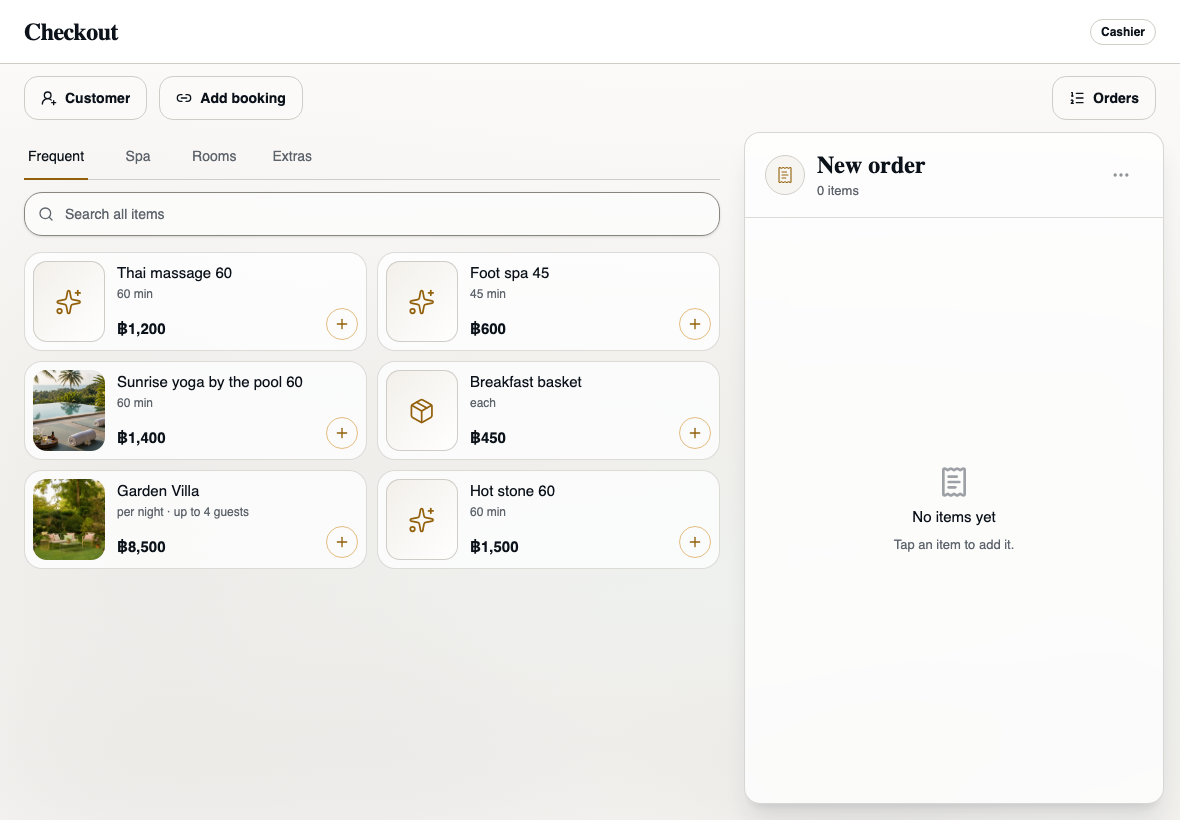 Checkout
Cashier
Customer
Add booking
Orders
Frequent
Spa
Rooms
Extras
Search all items
Thai massage 60
60 min
฿1,200
Foot spa 45
45 min
฿600
Sunrise yoga by the pool 60
60 min
฿1,400
Breakfast basket
each
฿450
Garden Villa
per night · up to 4 guests
฿8,500
Hot stone 60
60 min
฿1,500
New order
0 items
No items yet
Tap an item to add it.